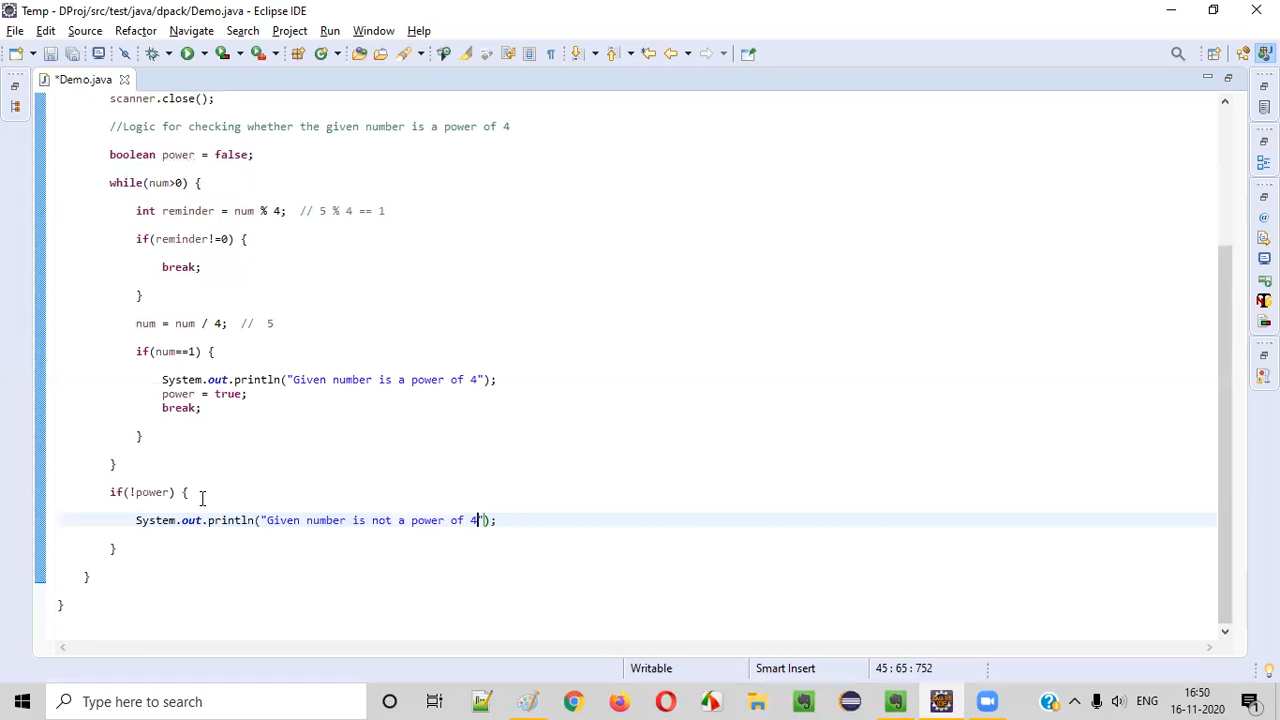 Temp - DProj/src/test/java/dpack/Demo.java - Eclipse IDE
File Edit Source Refactor Navigate Search Project Run Window Help
*Demo.java
scanner.close();
//Logic for checking whether the given number is a power of 4
boolean power = false;
while(num>0) {
int reminder = num % 4;  // 5 % 4 == 1
if(reminder!=0) {
break;
}
num = num / 4;  //  5
if(num==1) {
System.out.println("Given number is a power of 4");
power = true;
break;
}
}
if(!power) {
System.out.println("Given number is not a power of 4");
}
}
}
Writable Smart Insert 45 : 65 : 752
Type here to search
ENG
16:50
16-11-2020